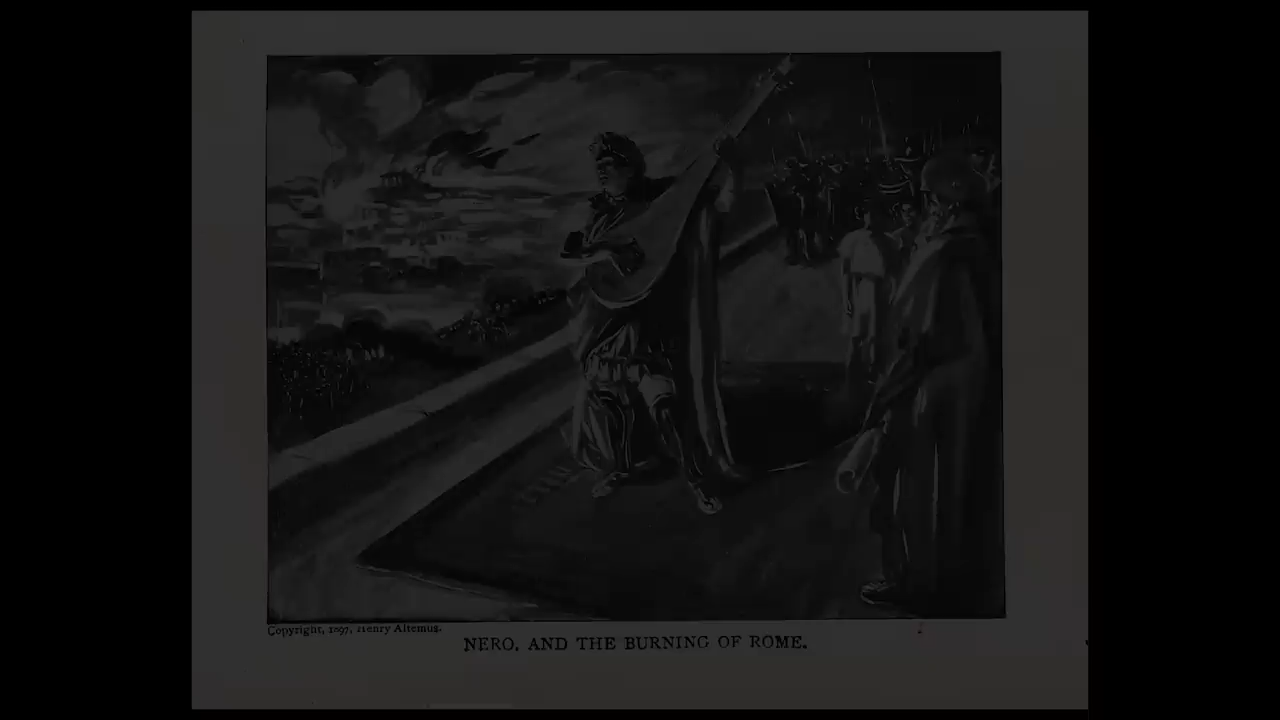 Copyright, 1897, Henry Altemus.
NERO, AND THE BURNING OF ROME.